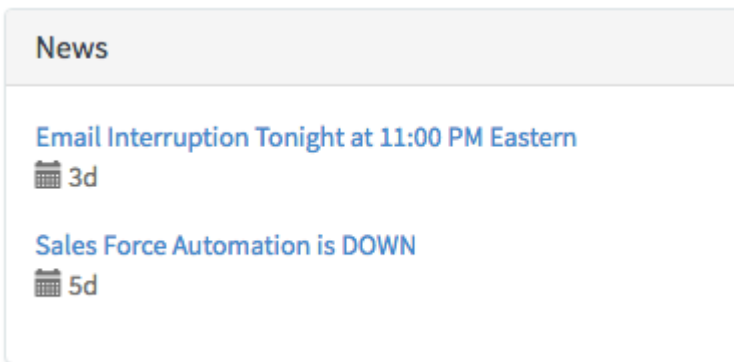 News
Email Interruption Tonight at 11:00 PM Eastern
3d
Sales Force Automation is DOWN
5d